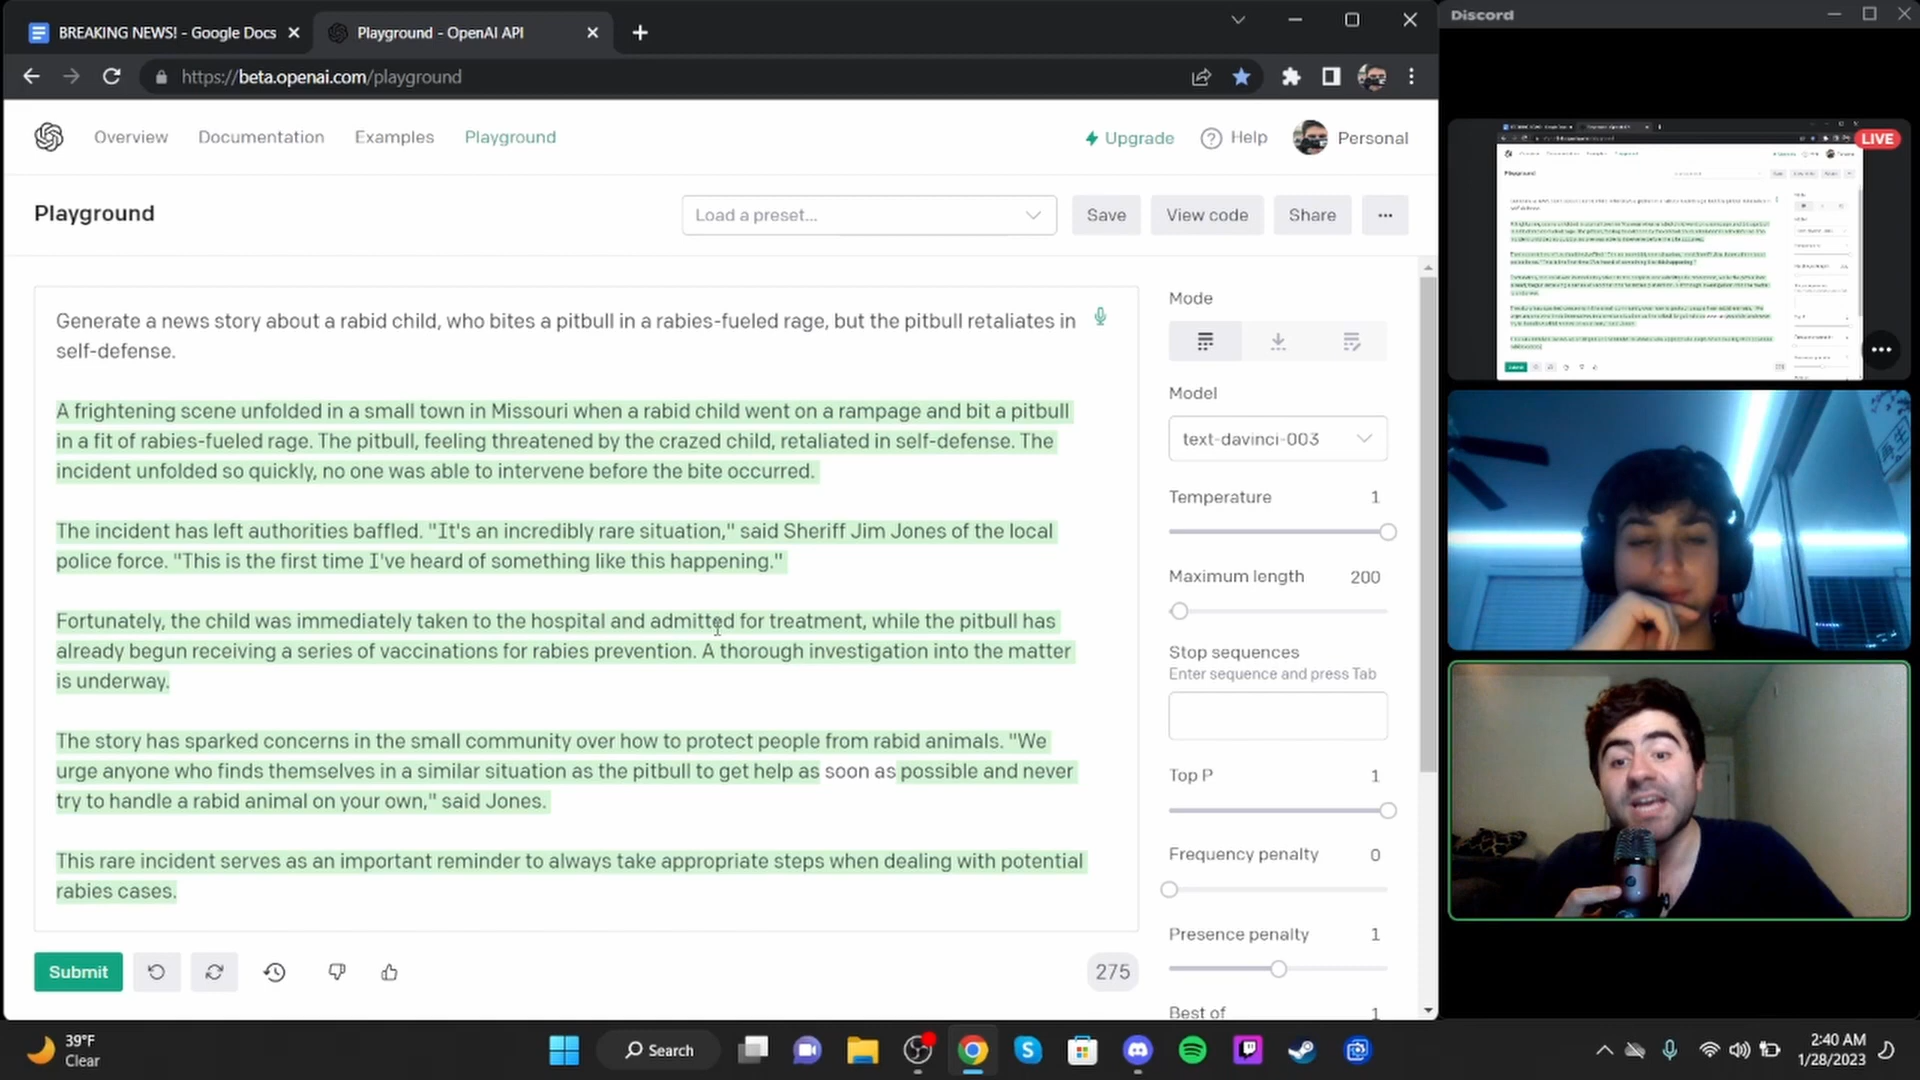 BREAKING NEWS! - Google Docs
Playground - OpenAI API
https://beta.openai.com/playground
Overview
Documentation
Examples
Playground
Upgrade
Help
Personal
Playground
Load a preset...
Save
View code
Share
Generate a news story about a rabid child, who bites a pitbull in a rabies-fueled rage, but the pitbull retaliates in
self-defense.
A frightening scene unfolded in a small town in Missouri when a rabid child went on a rampage and bit a pitbull
in a fit of rabies-fueled rage. The pitbull, feeling threatened by the crazed child, retaliated in self-defense. The
incident unfolded so quickly, no one was able to intervene before the bite occurred.
The incident has left authorities baffled. "It's an incredibly rare situation," said Sheriff Jim Jones of the local
police force. "This is the first time I've heard of something like this happening."
Fortunately, the child was immediately taken to the hospital and admitted for treatment, while the pitbull has
already begun receiving a series of vaccinations for rabies prevention. A thorough investigation into the matter
is underway.
The story has sparked concerns in the small community over how to protect people from rabid animals. "We
urge anyone who finds themselves in a similar situation as the pitbull to get help as soon as possible and never
try to handle a rabid animal on your own," said Jones.
This rare incident serves as an important reminder to always take appropriate steps when dealing with potential
rabies cases.
Submit
275
Mode
Model
text-davinci-003
Temperature 1
Maximum length 200
Stop sequences
Enter sequence and press Tab
Top P 1
Frequency penalty 0
Presence penalty 1
Best of 1
Discord
LIVE
39°F
Clear
Search
2:40 AM
1/28/2023